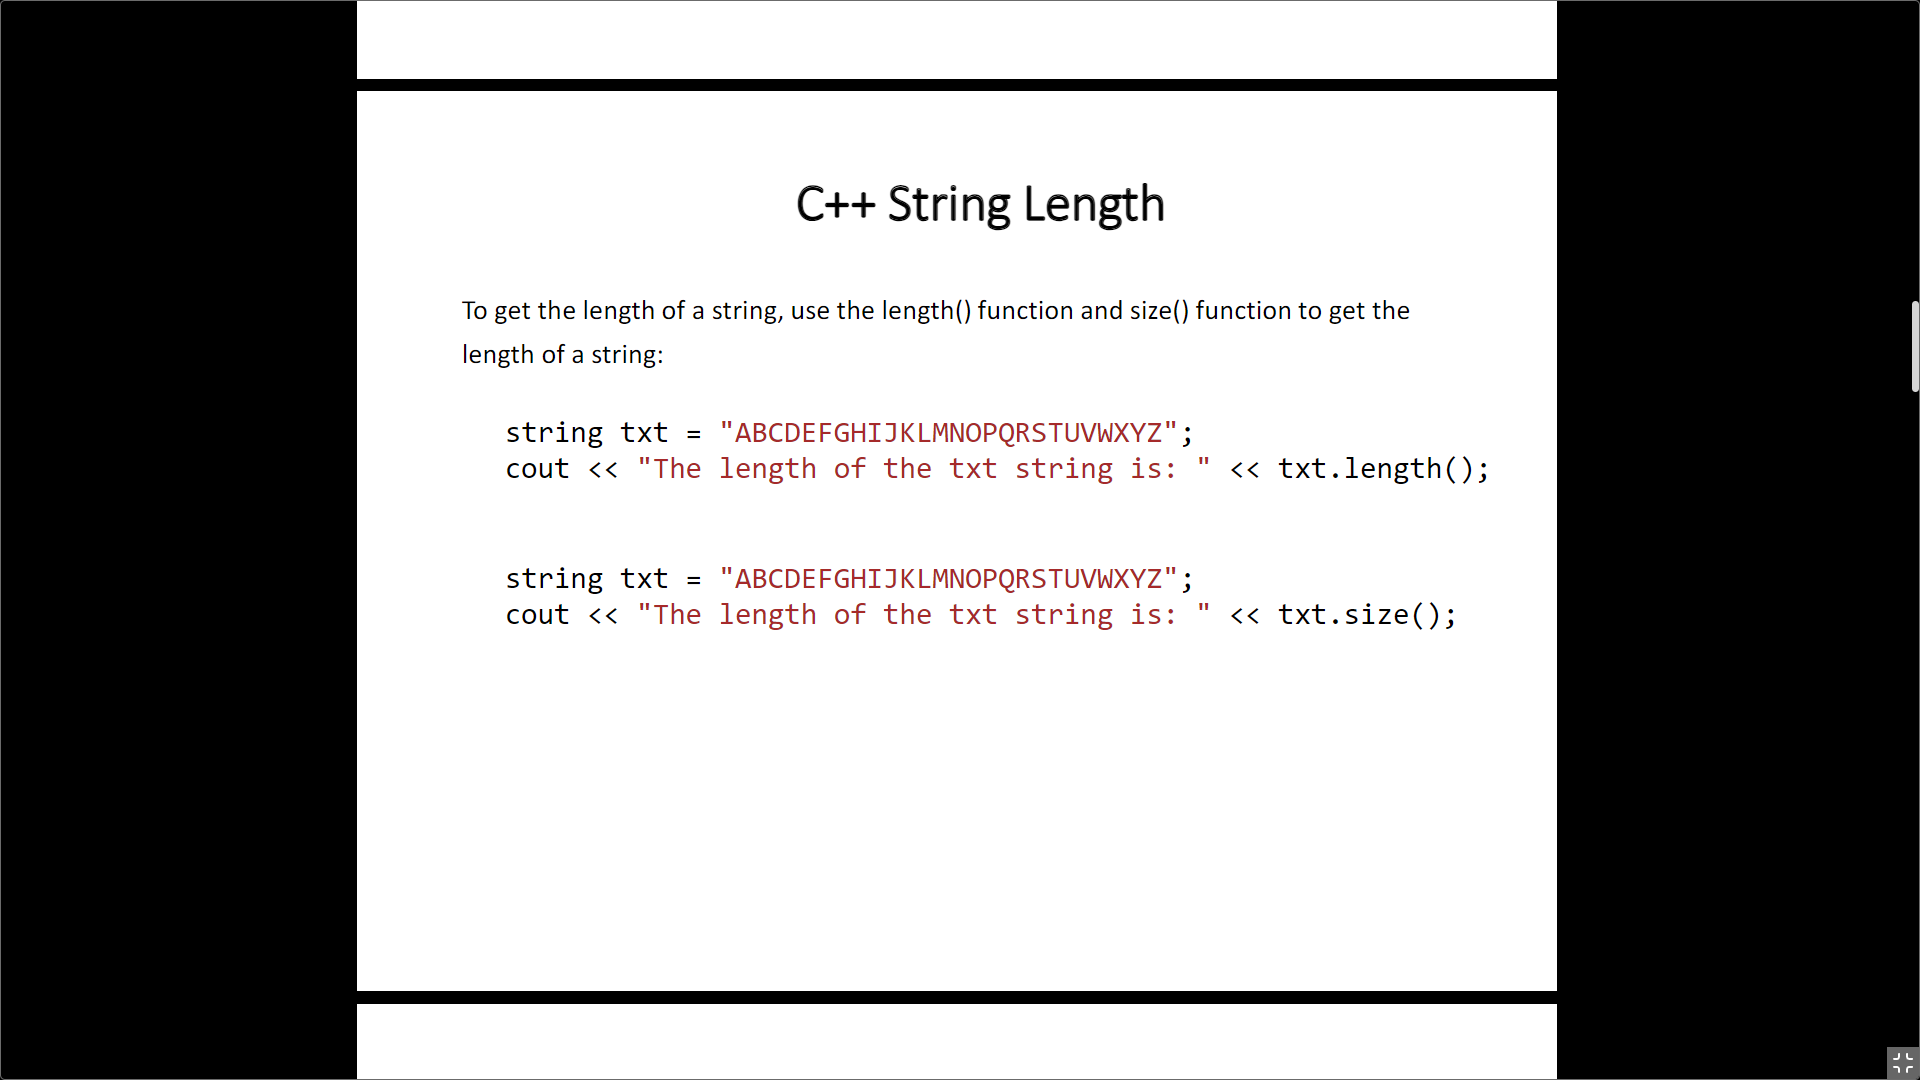 C++ String Length
To get the length of a string, use the length() function and size() function to get the
length of a string:
string txt = "ABCDEFGHIJKLMNOPQRSTUVWXYZ";
cout << "The length of the txt string is: " << txt.length();
string txt = "ABCDEFGHIJKLMNOPQRSTUVWXYZ";
cout << "The length of the txt string is: " << txt.size();